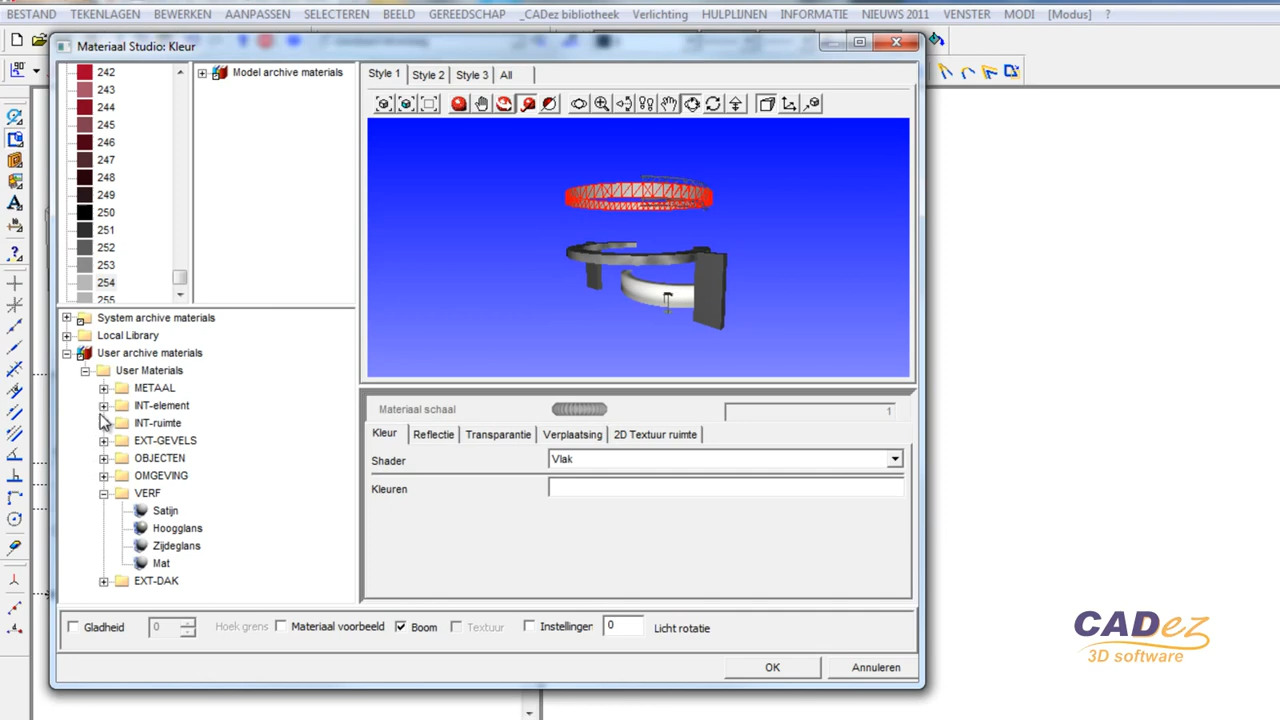 BESTAND TEKENLAGEN BEWERKEN AANPASSEN SELECTEREN BEELD GEREEDSCHAP _CADez bibliotheek Verlichting HULPLIJNEN INFORMATIE NIEUWS 2011 VENSTER MODI [Modus] ?
Materiaal Studio: Kleur
242
243
244
245
246
247
248
249
250
251
252
253
254
255
Model archive materials
Style 1 Style 2 Style 3 All
System archive materials
Local Library
User archive materials
User Materials
METAAL
INT-element
INT-ruimte
EXT-GEVELS
OBJECTEN
OMGEVING
VERF
Satijn
Hoogglans
Zijdeglans
Mat
EXT-DAK
Materiaal schaal 1
Kleur Reflectie Transparantie Verplaatsing 2D Textuur ruimte
Shader Vlak
Kleuren
Gladheid 0 Hoek grens Materiaal voorbeeld Boom Textuur Instellingen 0 Licht rotatie
OK Annuleren
CADez
3D software